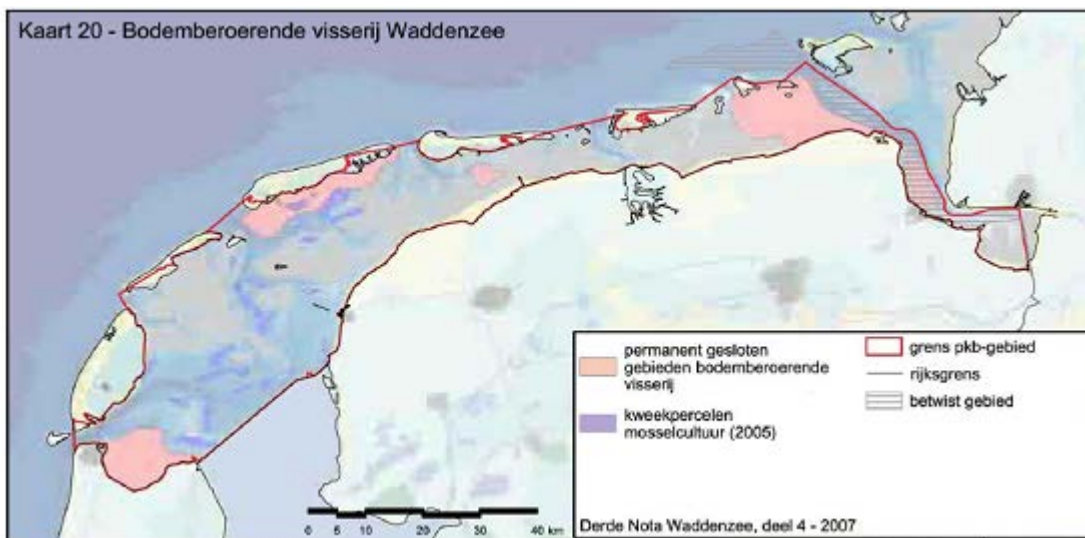 Kaart 20 - Bodemberoerende visserij Waddenzee
permanent gesloten
gebieden bodemberoerende
visserij
kweekpercelen
mosselcultuur (2005)
grens pkb-gebied
rijksgrens
betwist gebied
0 5 10 20 30 40 km
Derde Nota Waddenzee, deel 4 - 2007